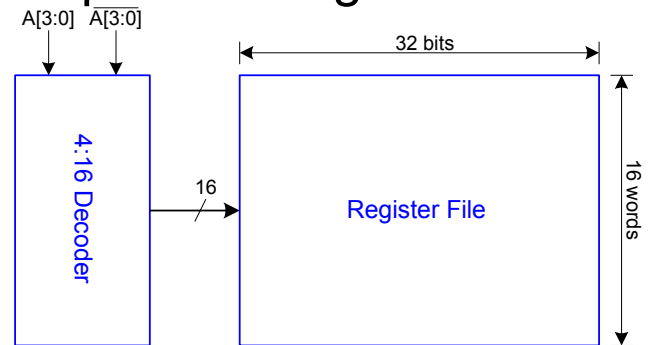 A[3:0] A[3:0]
32 bits
4:16 Decoder
16
Register File
16 words